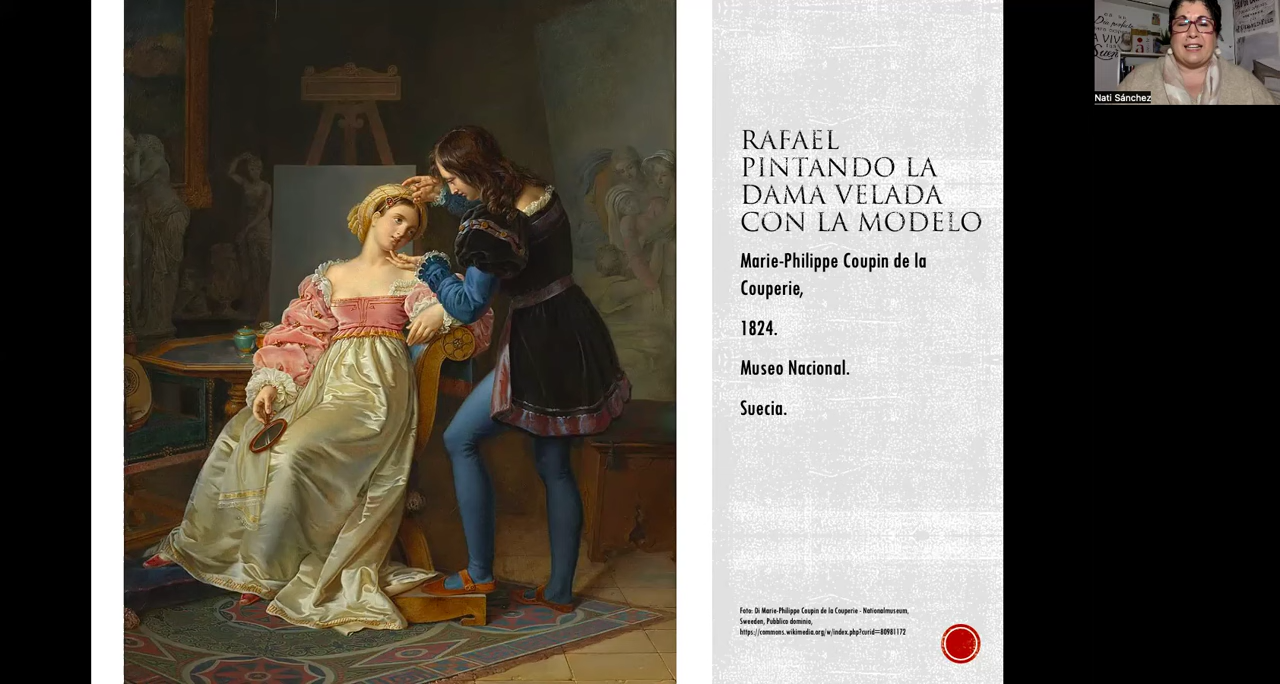 RAFAEL
PINTANDO LA
DAMA VELADA
CON LA MODELO
Marie-Philippe Coupin de la
Couperie,
1824.
Museo Nacional.
Suecia.
Foto: Di Marie-Philippe Coupin de la Couperie - Nationalmuseum,
Sweeden, Pubblico dominio,
https://commons.wikimedia.org/w/index.php?curid=80981172
Nati Sánchez